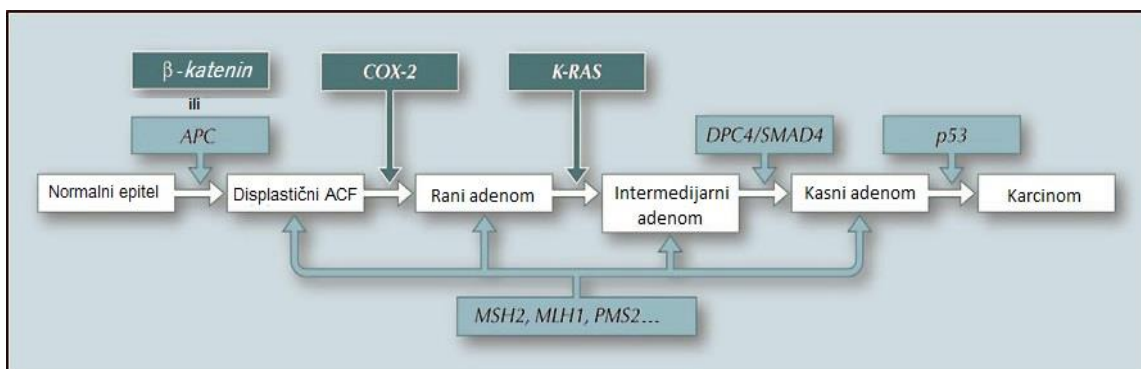 β-katenin
ili
APC
COX-2
K-RAS
DPC4/SMAD4
p53
Normalni epitel
Displastični ACF
Rani adenom
Intermedijarni
adenom
Kasni adenom
Karcinom
MSH2, MLH1, PMS2...